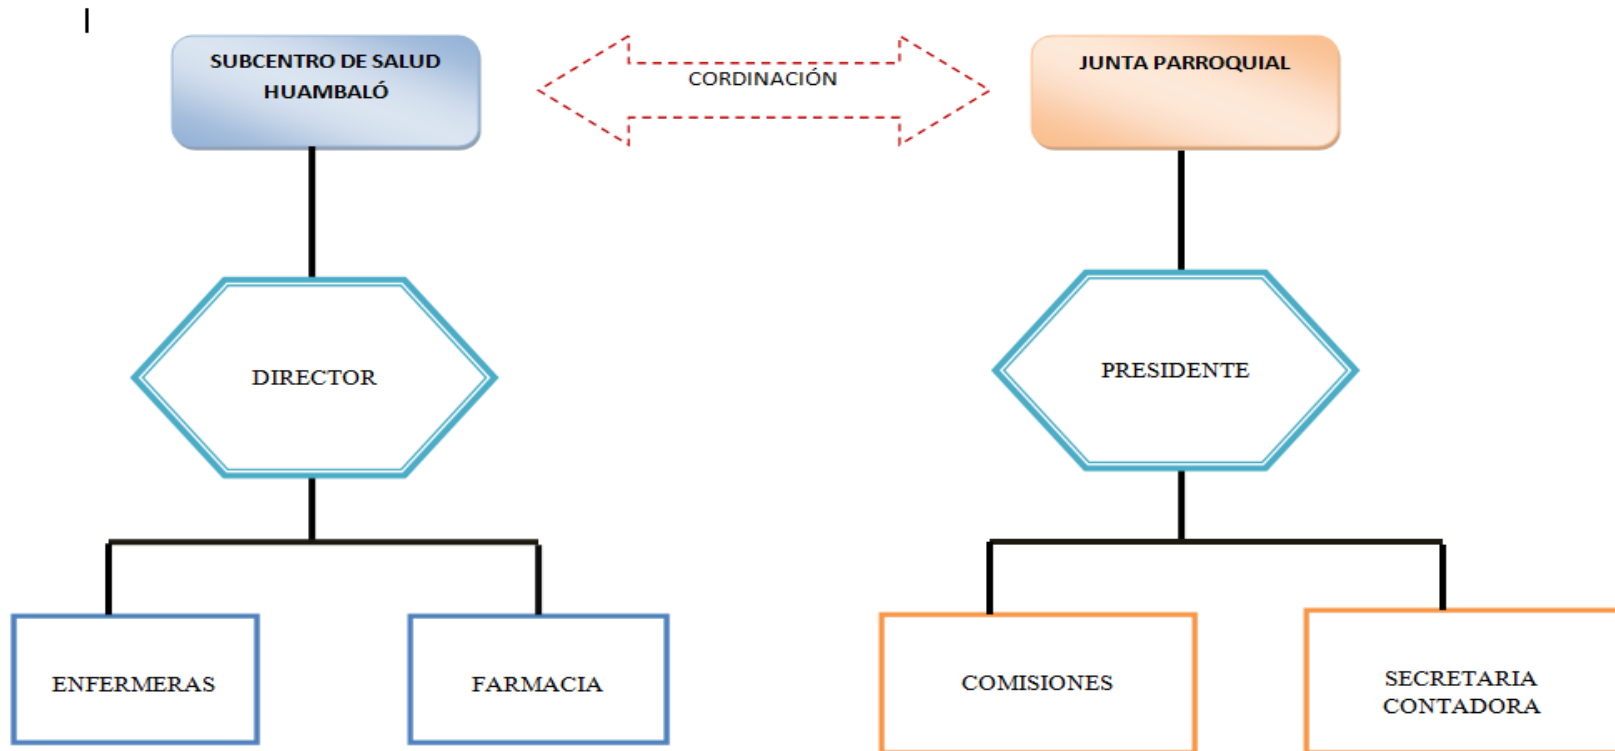 SUBCENTRO DE SALUD
HUAMBALÓ
CORDINACIÓN
JUNTA PARROQUIAL
DIRECTOR
PRESIDENTE
ENFERMERAS
FARMACIA
COMISIONES
SECRETARIA
CONTADORA